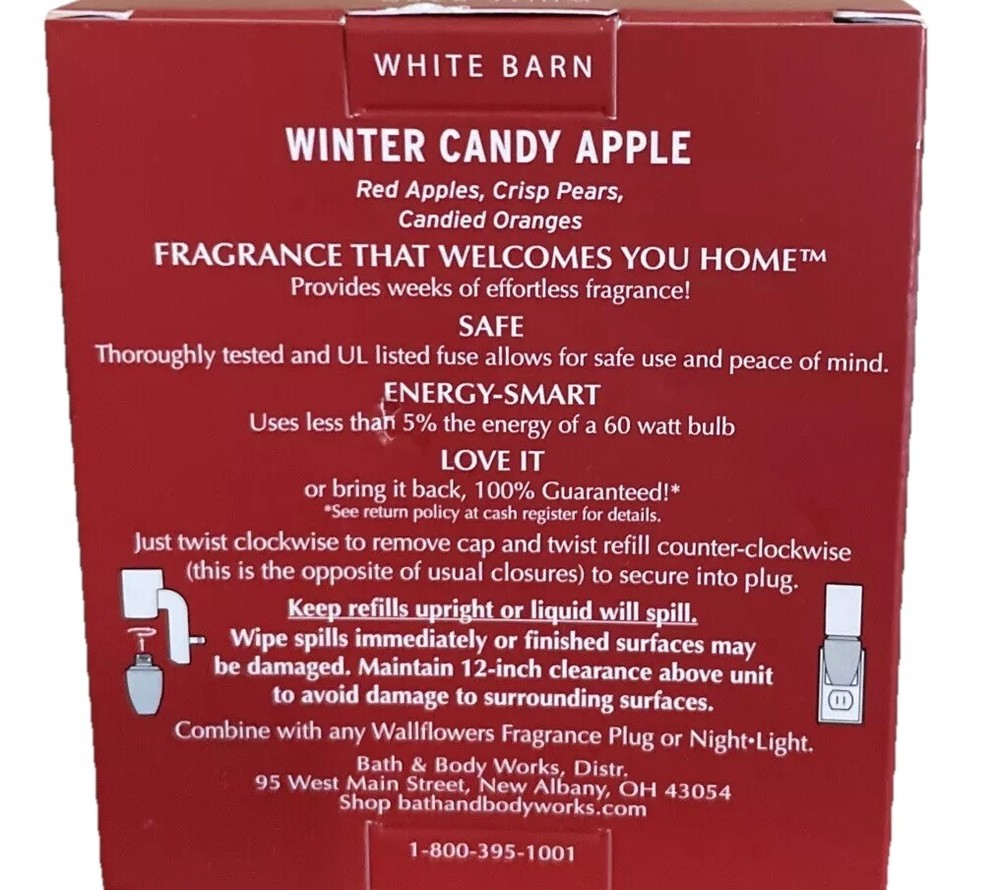 WHITE BARN
WINTER CANDY APPLE
Red Apples, Crisp Pears,
Candied Oranges
FRAGRANCE THAT WELCOMES YOU HOME™
Provides weeks of effortless fragrance!
SAFE
Thoroughly tested and UL listed fuse allows for safe use and peace of mind.
ENERGY-SMART
Uses less than 5% the energy of a 60 watt bulb
LOVE IT
or bring it back, 100% Guaranteed!*
*See return policy at cash register for details.
Just twist clockwise to remove cap and twist refill counter-clockwise
(this is the opposite of usual closures) to secure into plug.
Keep refills upright or liquid will spill.
Wipe spills immediately or finished surfaces may
be damaged. Maintain 12-inch clearance above unit
to avoid damage to surrounding surfaces.
Combine with any Wallflowers Fragrance Plug or Night•Light.
Bath & Body Works, Distr.
95 West Main Street, New Albany, OH 43054
Shop bathandbodyworks.com
1-800-395-1001